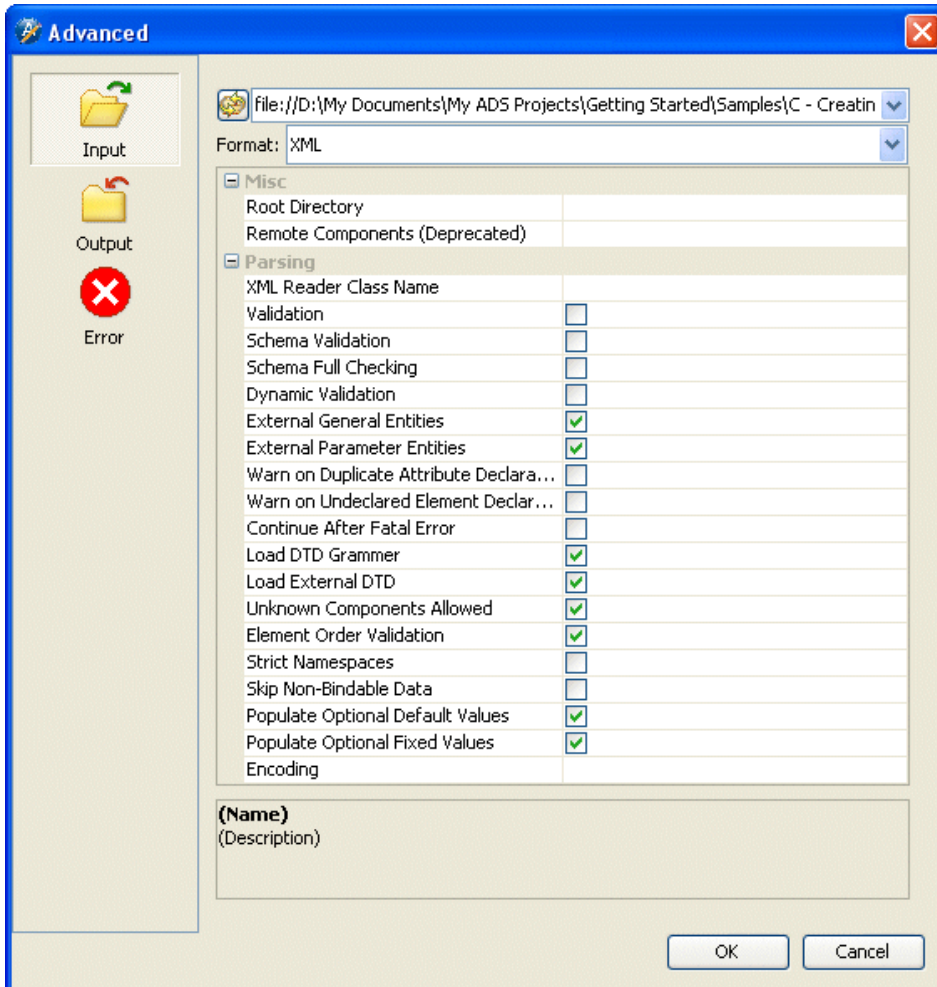 Advanced
Input
Output
Error
file://D:\My Documents\My ADS Projects\Getting Started\Samples\C - Creatin
Format: XML
Misc
Root Directory
Remote Components (Deprecated)
Parsing
XML Reader Class Name
Validation
Schema Validation
Schema Full Checking
Dynamic Validation
External General Entities
External Parameter Entities
Warn on Duplicate Attribute Declara...
Warn on Undeclared Element Declar...
Continue After Fatal Error
Load DTD Grammer
Load External DTD
Unknown Components Allowed
Element Order Validation
Strict Namespaces
Skip Non-Bindable Data
Populate Optional Default Values
Populate Optional Fixed Values
Encoding
(Name)
(Description)
OK
Cancel